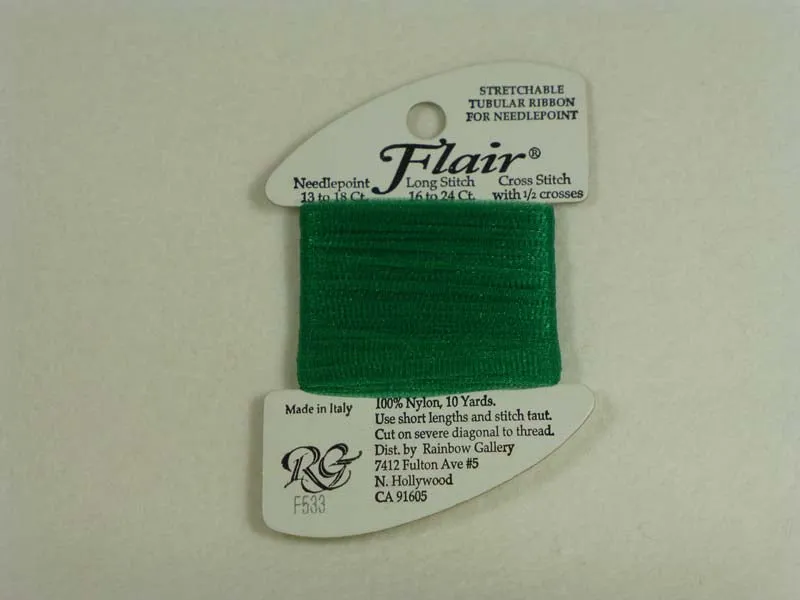 STRETCHABLE
TUBULAR RIBBON
FOR NEEDLEPOINT
Flair®
Needlepoint Long Stitch Cross Stitch
13 to 18 Ct. 16 to 24 Ct. with 1/2 crosses
Made in Italy
100% Nylon, 10 Yards.
Use short lengths and stitch taut.
Cut on severe diagonal to thread.
Dist. by Rainbow Gallery
7412 Fulton Ave #5
N. Hollywood
CA 91605
RG
F533